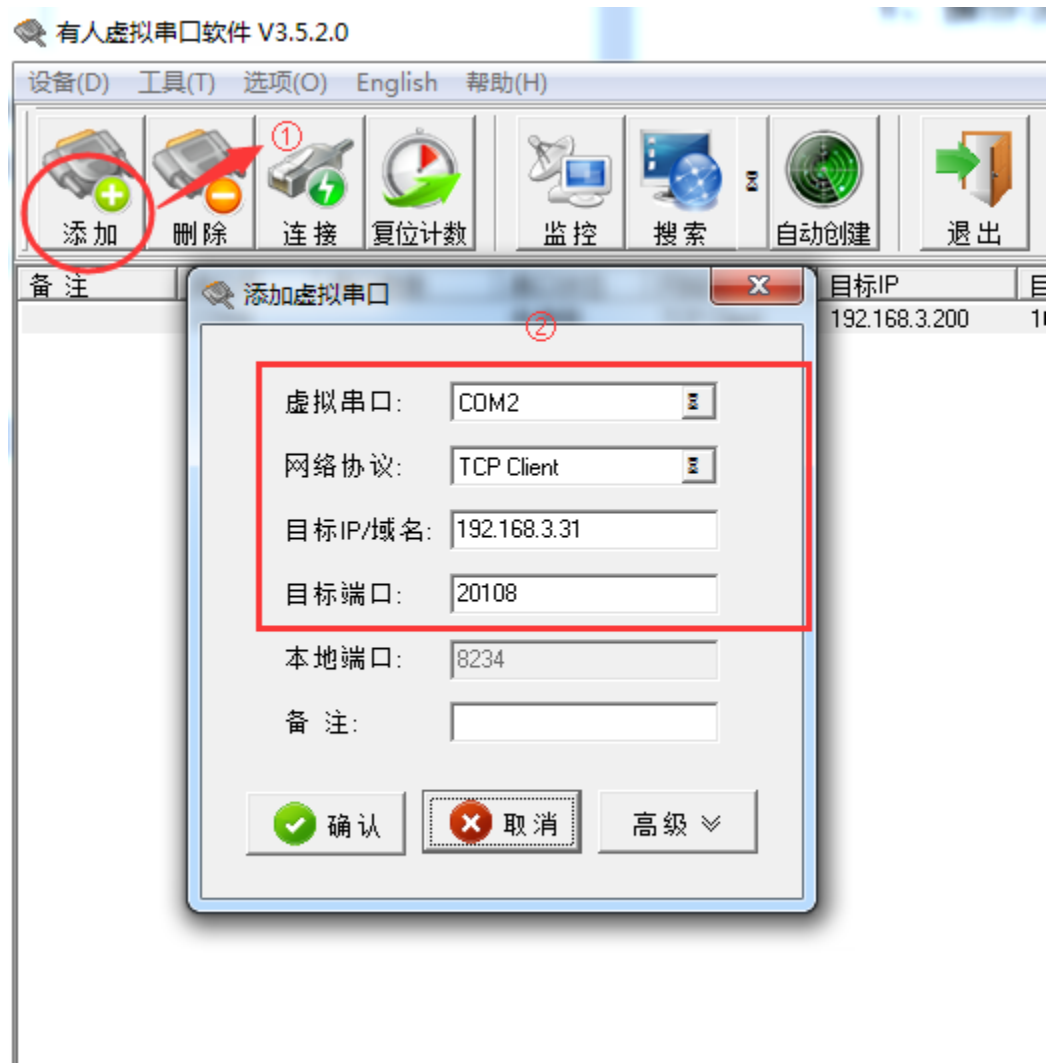 有人虚拟串口软件 V3.5.2.0
设备(D) 工具(T) 选项(O) English 帮助(H)
①
添加 删除 连接 复位计数 监控 搜索 自动创建 退出
备 注 目标IP
添加虚拟串口
192.168.3.200
②
虚拟串口: COM2
网络协议: TCP Client
目标IP/域名: 192.168.3.31
目标端口: 20108
本地端口: 8234
备 注:
确认 取消 高级